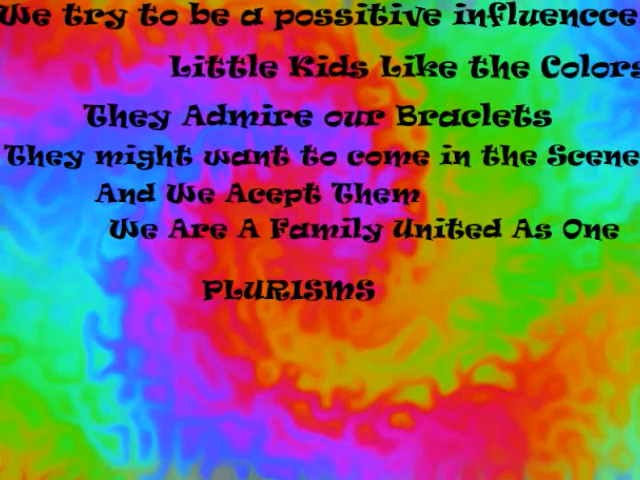 We try to be a possitive influencce
Little Kids Like the Colors
They Admire our Braclets
They might want to come in the Scene
And We Acept Them
We Are A Family United As One
PLURISMS